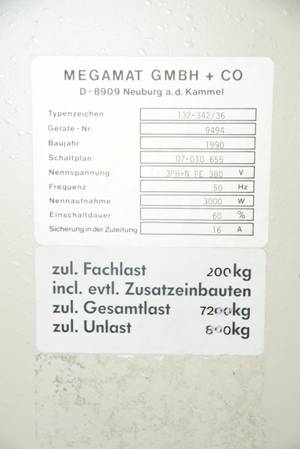 MEGAMAT GMBH + CO
D-8909 Neuburg a.d. Kammel
Typenzeichen 132-342/36
Geräte-Nr. 9494
Baujahr 1990
Schaltplan 07-010 655
Nennspannung 3PH+N PE 380 V
Frequenz 50 Hz
Nennaufnahme 3000 W
Einschaltdauer 60 %
Sicherung in der Zuleitung 16 A
zul. Fachlast 200kg
incl. evtl. Zusatzeinbauten
zul. Gesamtlast 7200kg
zul. Unlast 800kg